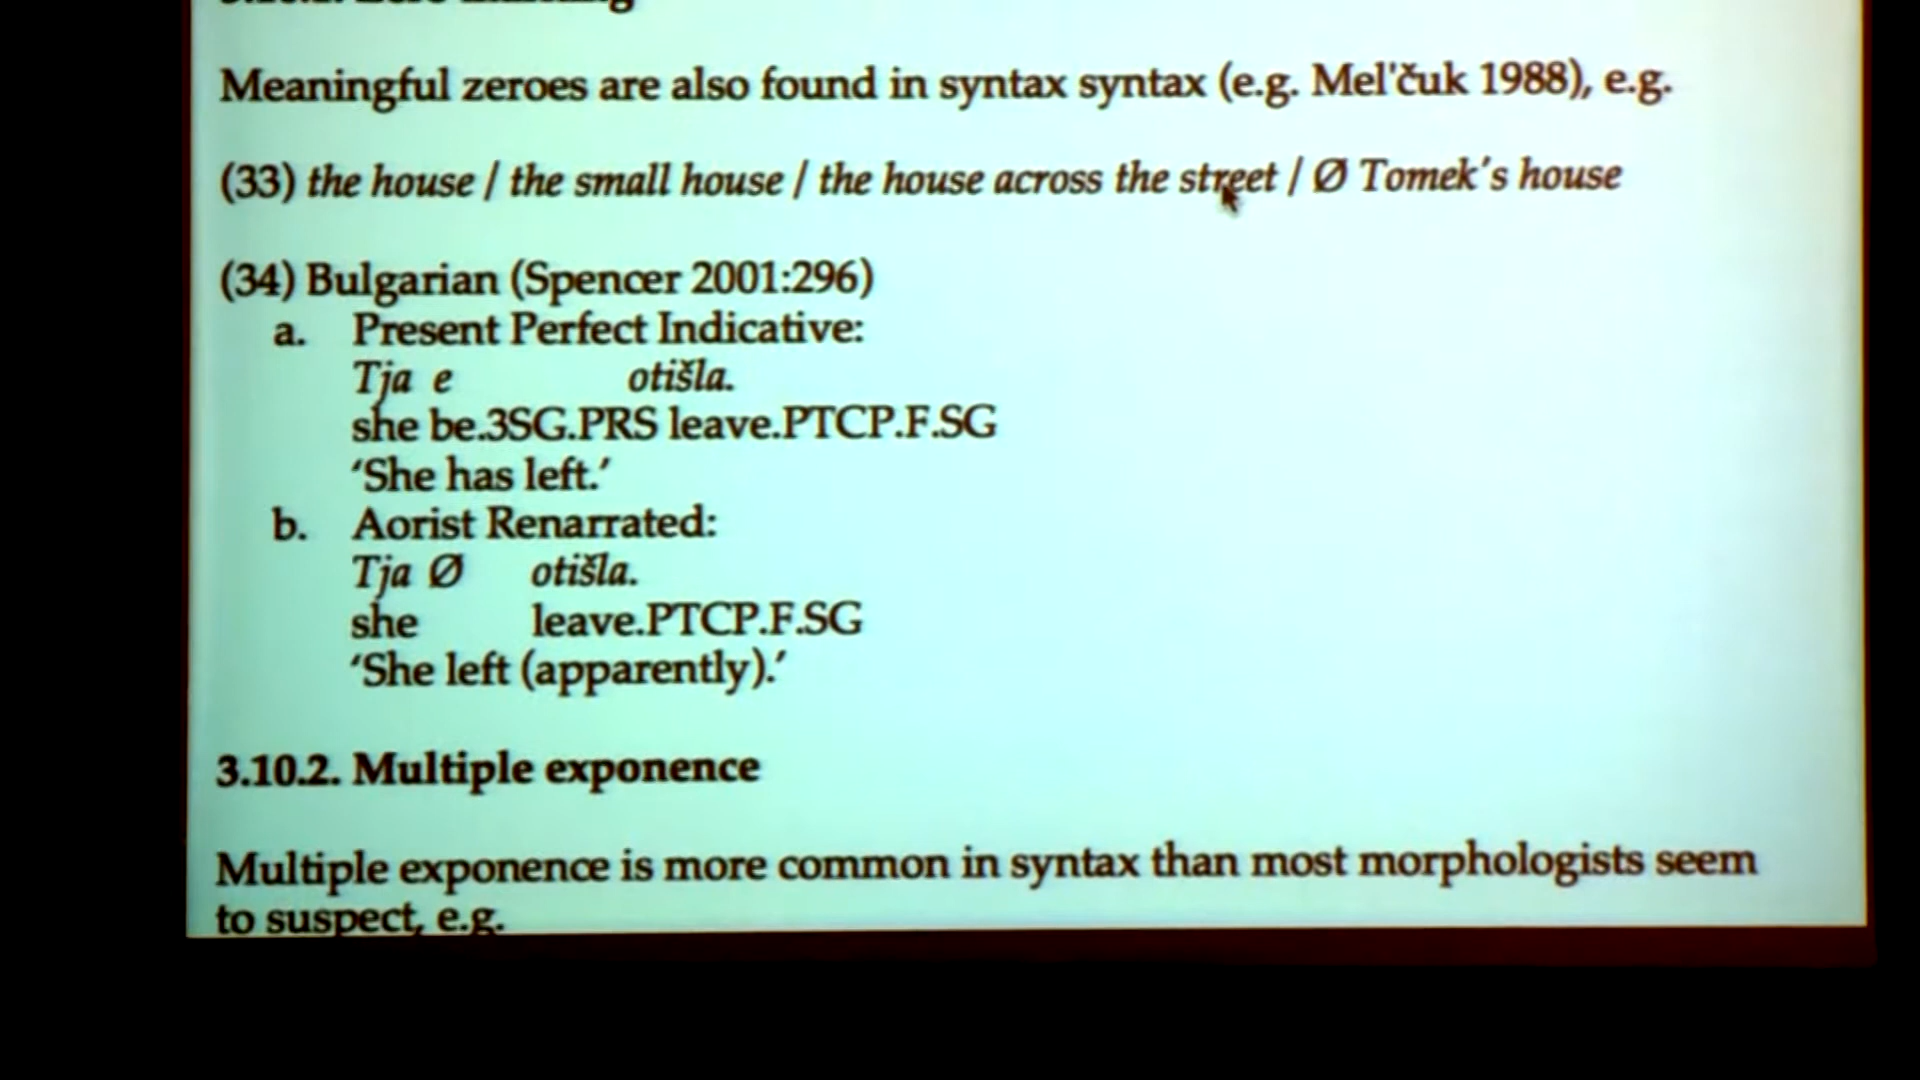 Meaningful zeroes are also found in syntax syntax (e.g. Mel'čuk 1988), e.g.
(33) the house / the small house / the house across the street / Ø Tomek's house
(34) Bulgarian (Spencer 2001:296)
a. Present Perfect Indicative:
Tja e otišla.
she be.3SG.PRS leave.PTCP.F.SG
‘She has left.’
b. Aorist Renarrated:
Tja Ø otišla.
she leave.PTCP.F.SG
‘She left (apparently).’
3.10.2. Multiple exponence
Multiple exponence is more common in syntax than most morphologists seem
to suspect, e.g.